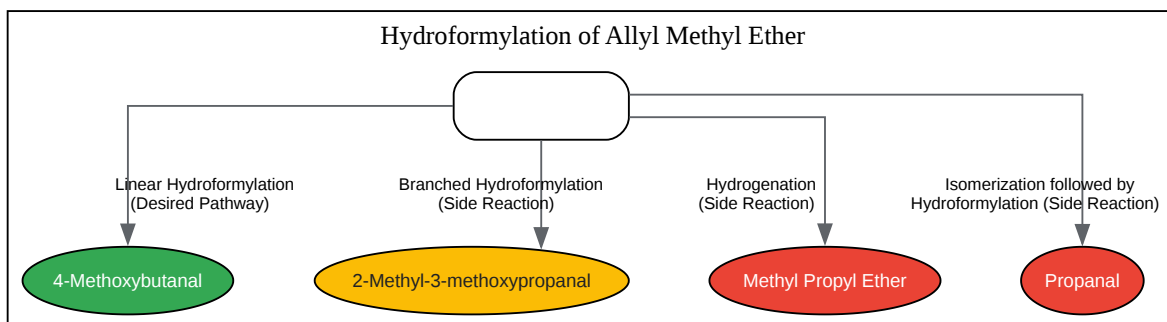 Hydroformylation of Allyl Methyl Ether
Linear Hydroformylation
(Desired Pathway)
Branched Hydroformylation
(Side Reaction)
Hydrogenation
(Side Reaction)
Isomerization followed by
Hydroformylation (Side Reaction)
4-Methoxybutanal
2-Methyl-3-methoxypropanal
Methyl Propyl Ether
Propanal